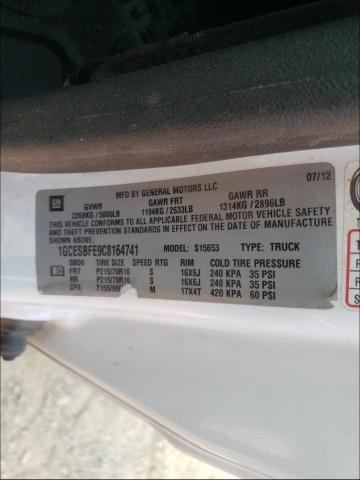 GM
MFD BY GENERAL MOTORS LLC 07/12
GVWR GAWR FRT GAWR RR
2268KG/5000LB 1194KG/2633LB 1314KG/2896LB
THIS VEHICLE CONFORMS TO ALL APPLICABLE FEDERAL MOTOR VEHICLE SAFETY
AND THEFT PREVENTION STANDARDS IN EFFECT ON THE DATE OF MANUFACTURE
SHOWN ABOVE.
1GCESBFE9C8164741 S15653 TYPE: TRUCK
SBD6 TIRE SIZE SPEED RTG RIM COLD TIRE PRESSURE
FRT P215/70R16 S 16X6J 240 KPA 35 PSI
RR P215/70R16 S 16X6J 240 KPA 35 PSI
SPA M 17X4T 420 KPA 60 PSI